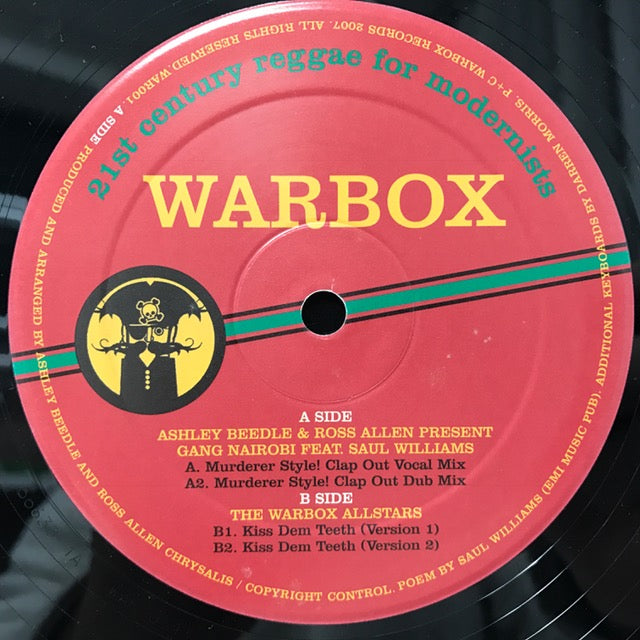 21st century reggae for modernists
WARBOX
A SIDE
ASHLEY BEEDLE & ROSS ALLEN PRESENT
GANG NAIROBI FEAT. SAUL WILLIAMS
A. Murderer Style! Clap Out Vocal Mix
A2. Murderer Style! Clap Out Dub Mix
B SIDE
THE WARBOX ALLSTARS
B1. Kiss Dem Teeth (Version 1)
B2. Kiss Dem Teeth (Version 2)
A SIDE PRODUCED AND ARRANGED BY ASHLEY BEEDLE AND ROSS ALLEN CHRYSALIS / COPYRIGHT CONTROL. POEM BY SAUL WILLIAMS (EMI MUSIC PUB), ADDITIONAL KEYBOARDS BY DARREN MORRIS. P+C WARBOX RECORDS 2007. ALL RIGHTS RESERVED WAR001.